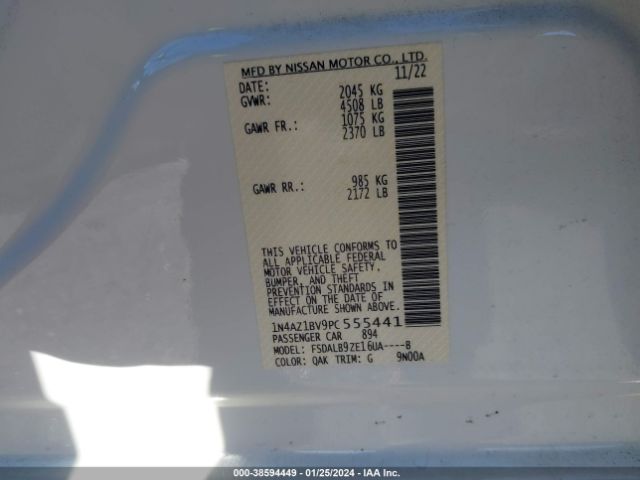 MFD BY NISSAN MOTOR CO., LTD.
DATE: 11/22
GVWR: 2045 KG
4508 LB
GAWR FR.: 1075 KG
2370 LB
GAWR RR.: 985 KG
2172 LB
THIS VEHICLE CONFORMS TO
ALL APPLICABLE FEDERAL
MOTOR VEHICLE SAFETY,
BUMPER, AND THEFT
PREVENTION STANDARDS IN
EFFECT ON THE DATE OF
MANUFACTURE SHOWN ABOVE.
1N4AZ1BV9PC555441
PASSENGER CAR 894
MODEL: FSDALB9ZE16UA----B
COLOR: QAK TRIM: G 9N00A
000-38594449 - 01/25/2024 - IAA Inc.